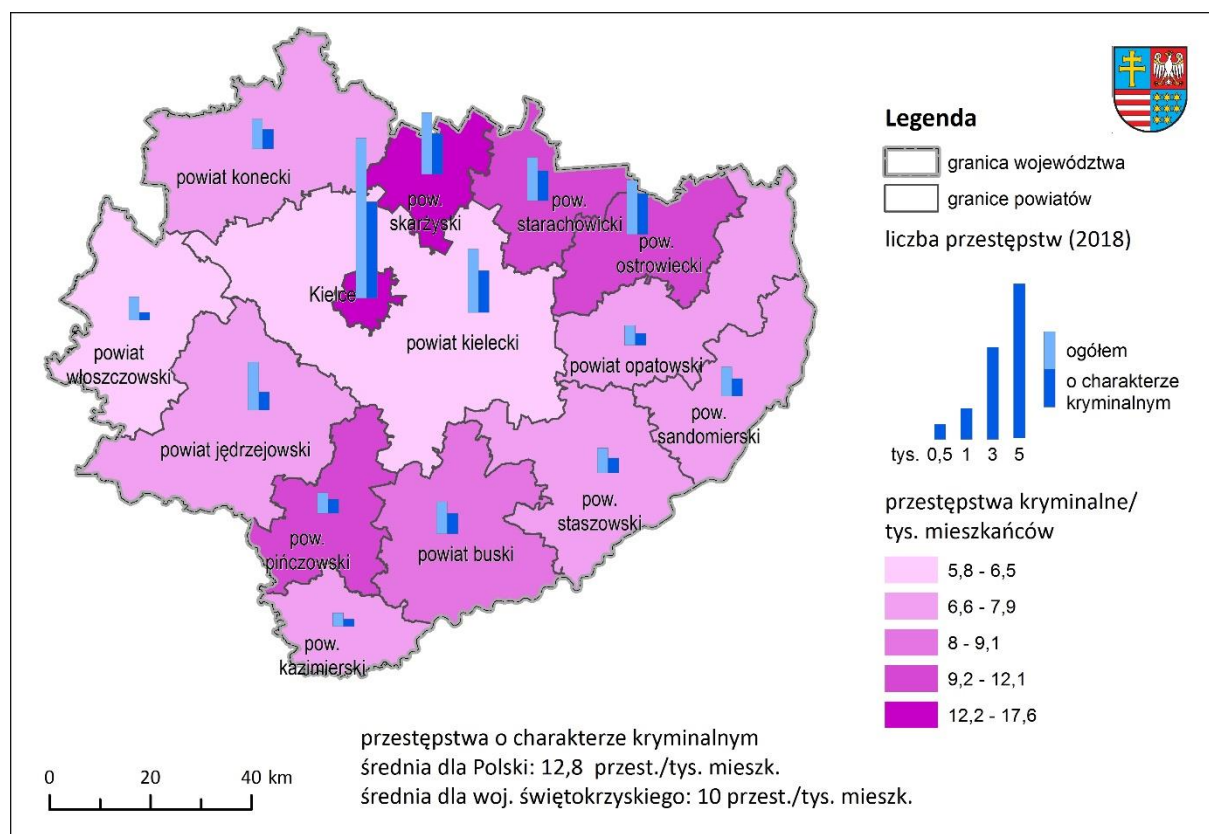 Legenda
granica województwa
granice powiatów
liczba przestępstw (2018)
ogółem
o charakterze
kryminalnym
tys. 0,5 1 3 5
przestępstwa kryminalne/
tys. mieszkańców
5,8 - 6,5
6,6 - 7,9
8 - 9,1
9,2 - 12,1
12,2 - 17,6
powiat konecki
pow.
skarżyski
pow.
starachowicki
pow.
ostrowiecki
Kielce
powiat kielecki
powiat
włoszczowski
powiat opatowski
pow.
sandomierski
powiat jędrzejowski
pow.
staszowski
pow.
pińczowski
powiat buski
pow.
kazimierski
przestępstwa o charakterze kryminalnym
średnia dla Polski: 12,8 przest./tys. mieszk.
średnia dla woj. świętokrzyskiego: 10 przest./tys. mieszk.
0 20 40 km